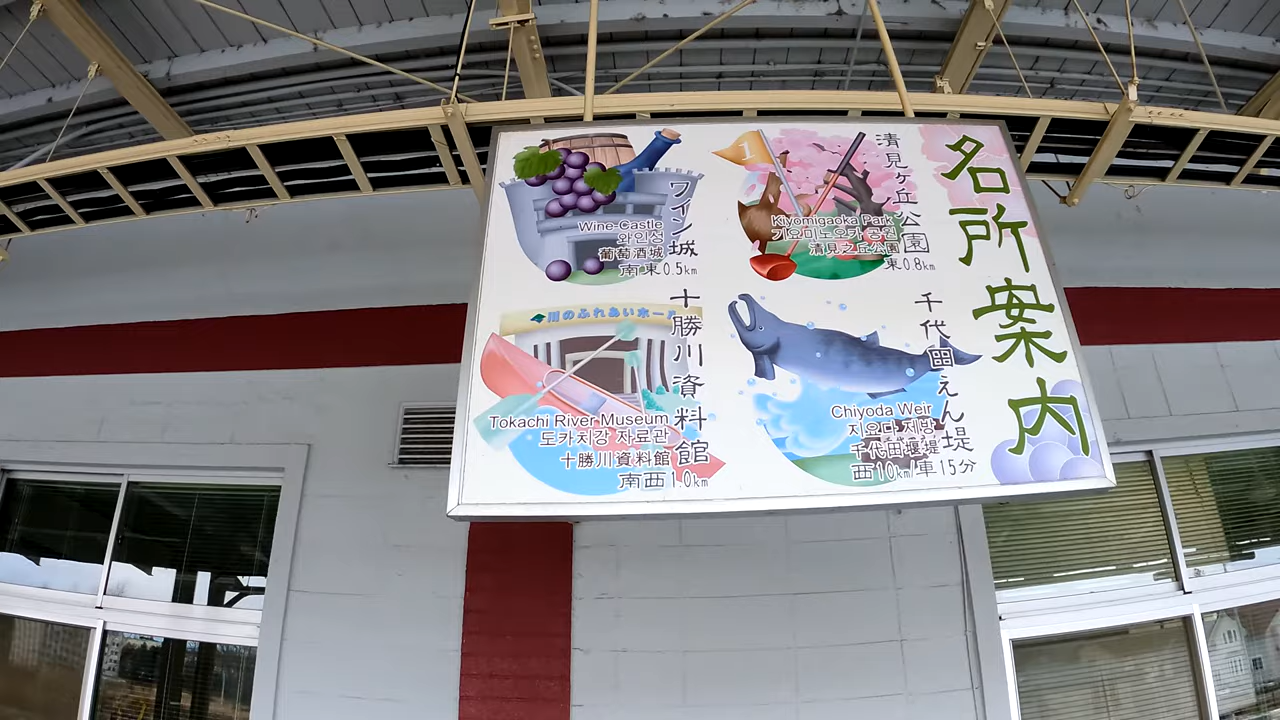 名所案内
清見ヶ丘公園
1
Kiyomigaoka Park
기요미노오카 공원
清見之丘公園
東0.8km
千代田えん堤
Chiyoda Weir
지요다 제방
千代田堰堤
西10km/車15分
ワイン城
Wine-Castle
와인성
葡萄酒城
南東0.5km
十勝川資料館
川のふれあいホール
Tokachi River Museum
도카치강 자료관
十勝川資料館
南西1.0km